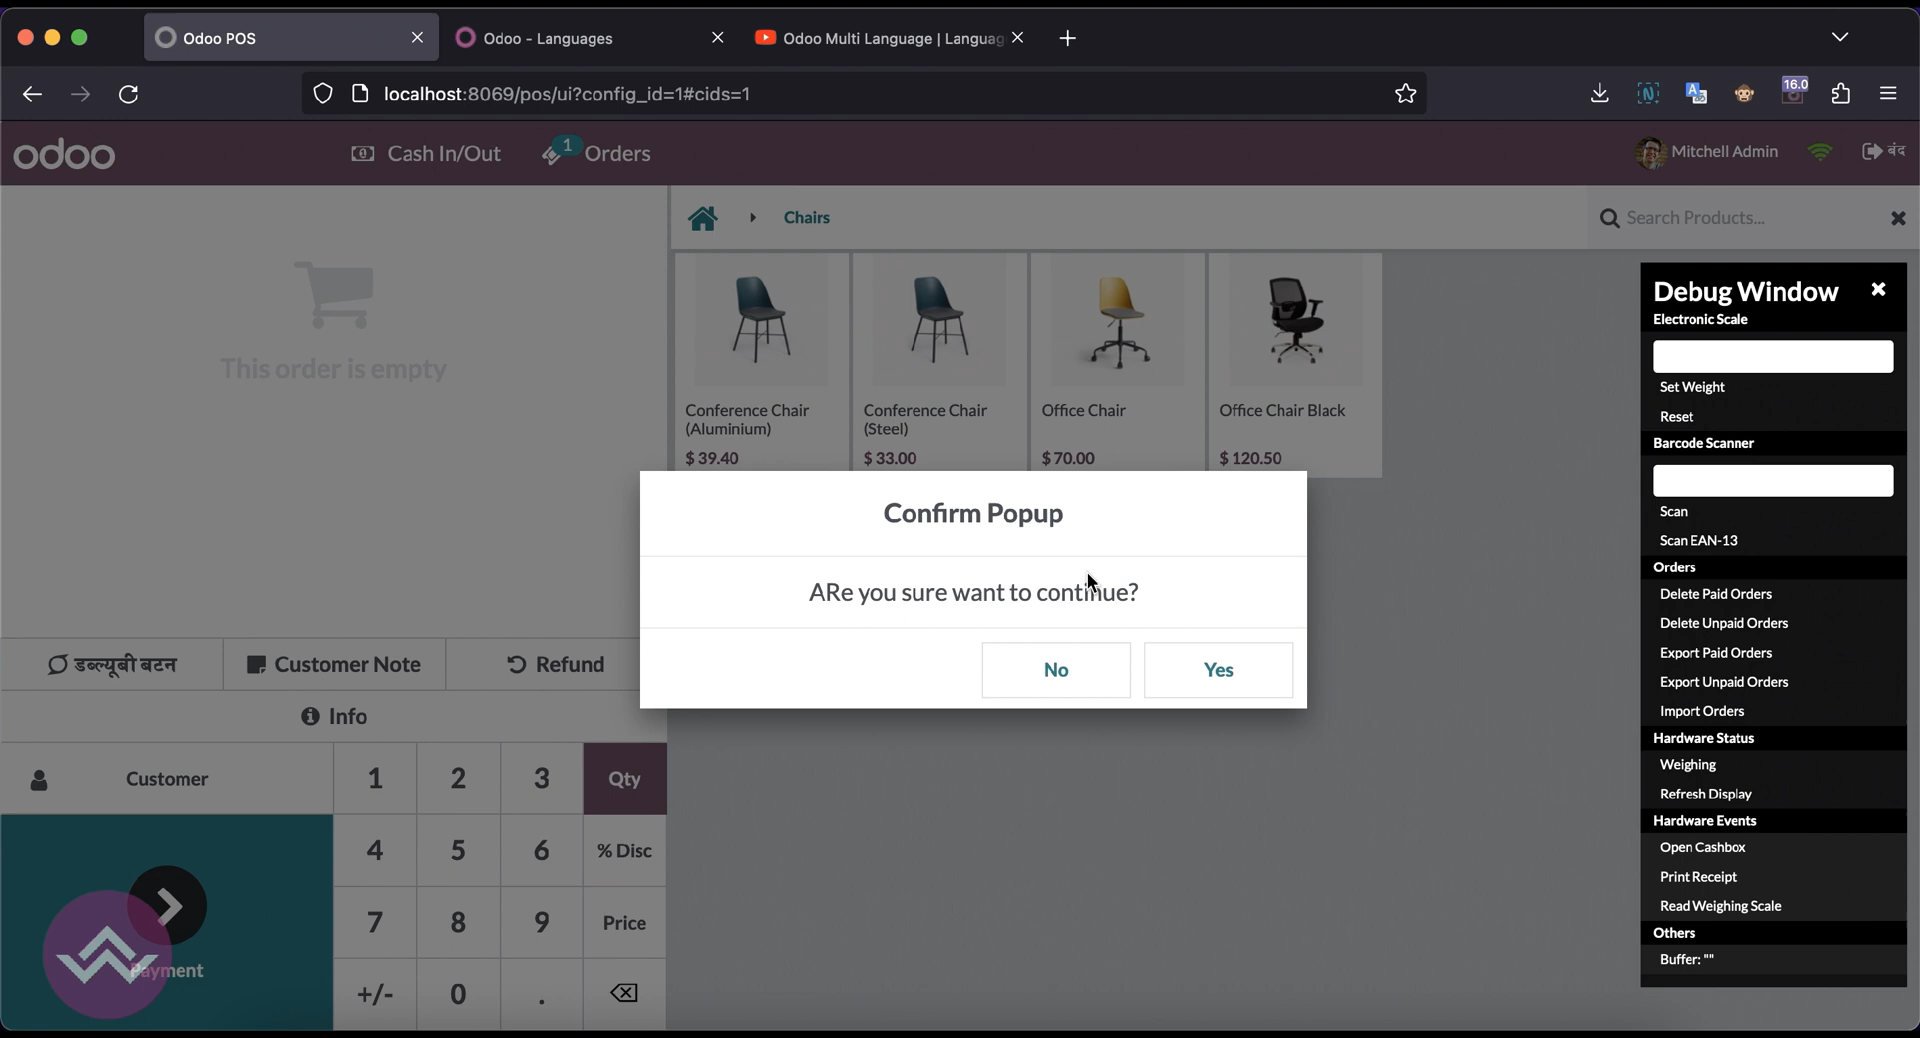 Odoo POS
Odoo - Languages
Odoo Multi Language | Languag
localhost:8069/pos/ui?config_id=1#cids=1
16.0
odoo
Cash In/Out
1
Orders
Mitchell Admin
बंद
This order is empty
Chairs
Search Products...
Conference Chair
(Aluminium)
$ 39.40
Conference Chair
(Steel)
$ 33.00
Office Chair
$ 70.00
Office Chair Black
$ 120.50
Confirm Popup
ARe you sure want to continue?
No
Yes
डब्ल्यूबी बटन
Customer Note
Refund
Info
Customer
1
2
3
Qty
4
5
6
% Disc
7
8
9
Price
Payment
+/-
0
.
Debug Window
Electronic Scale
Set Weight
Reset
Barcode Scanner
Scan
Scan EAN-13
Orders
Delete Paid Orders
Delete Unpaid Orders
Export Paid Orders
Export Unpaid Orders
Import Orders
Hardware Status
Weighing
Refresh Display
Hardware Events
Open Cashbox
Print Receipt
Read Weighing Scale
Others
Buffer: ""